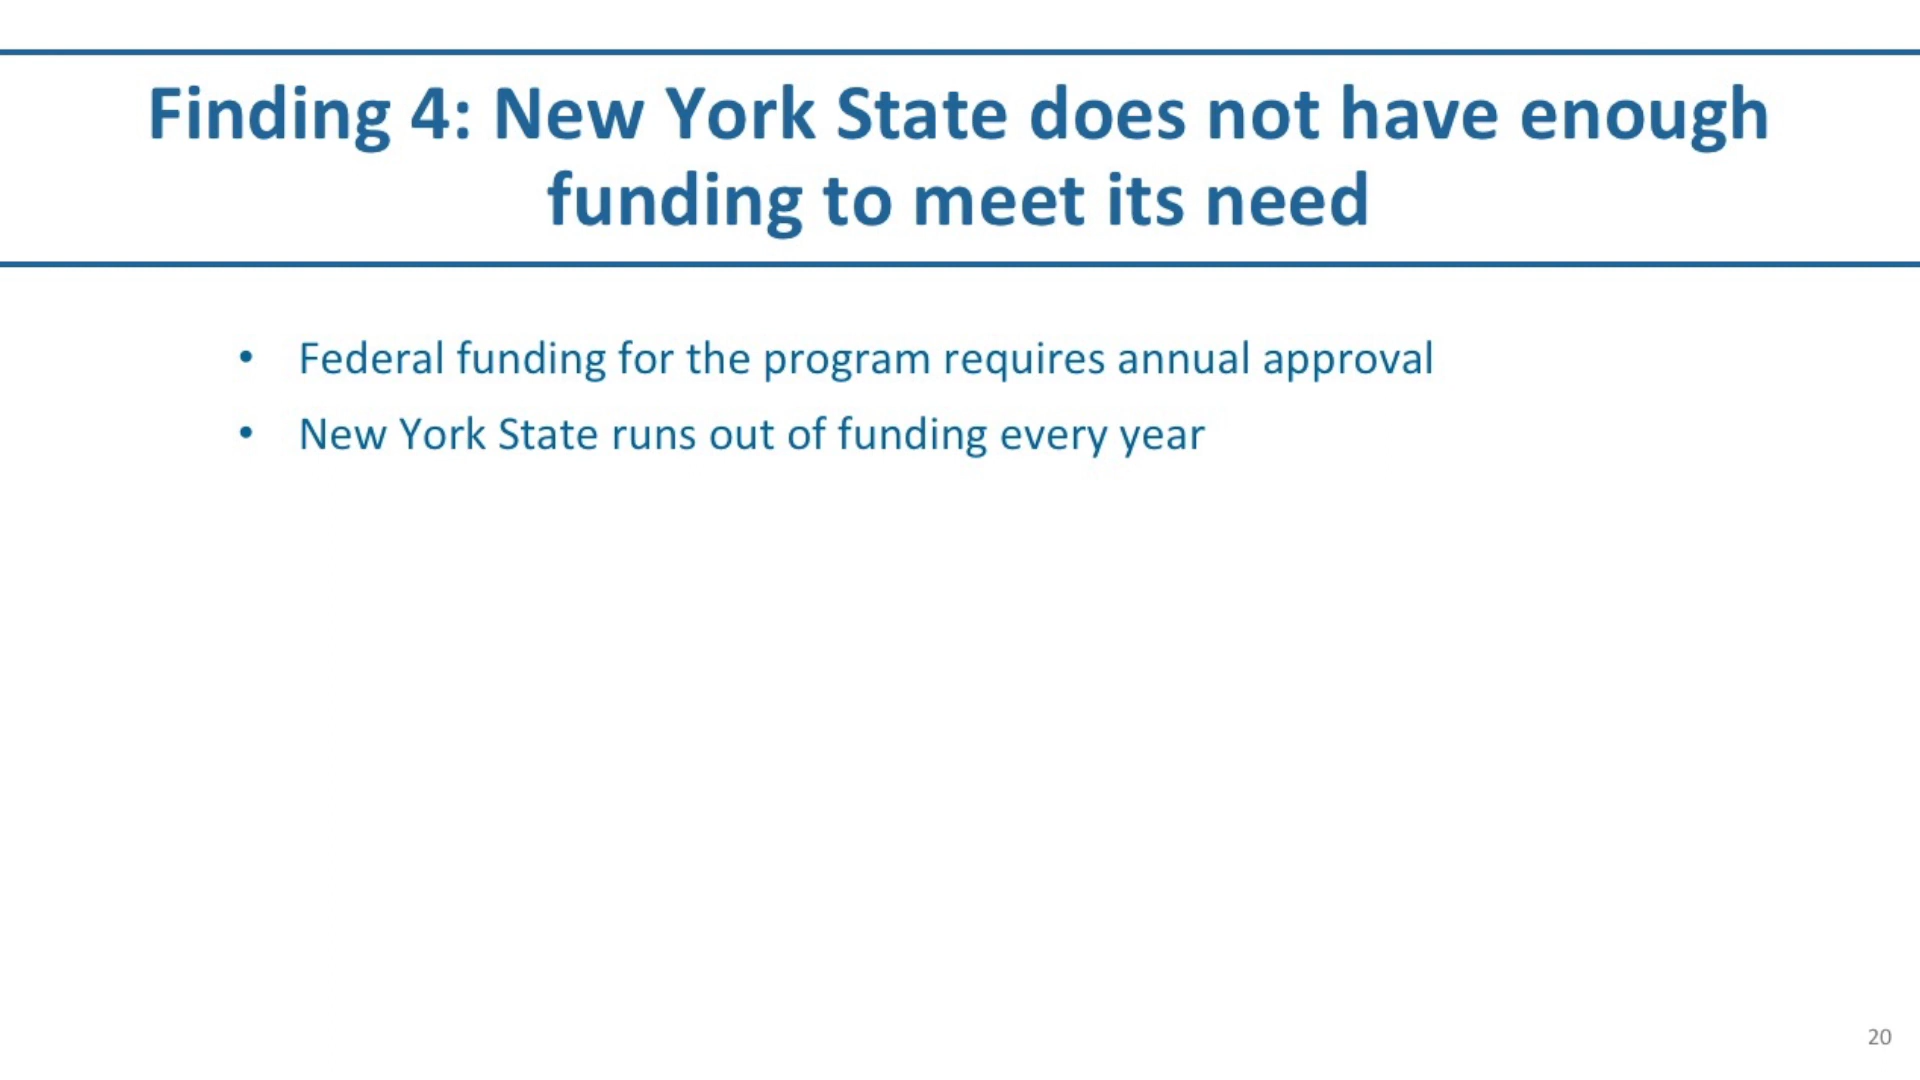 Finding 4: New York State does not have enough
funding to meet its need
• Federal funding for the program requires annual approval
• New York State runs out of funding every year
20